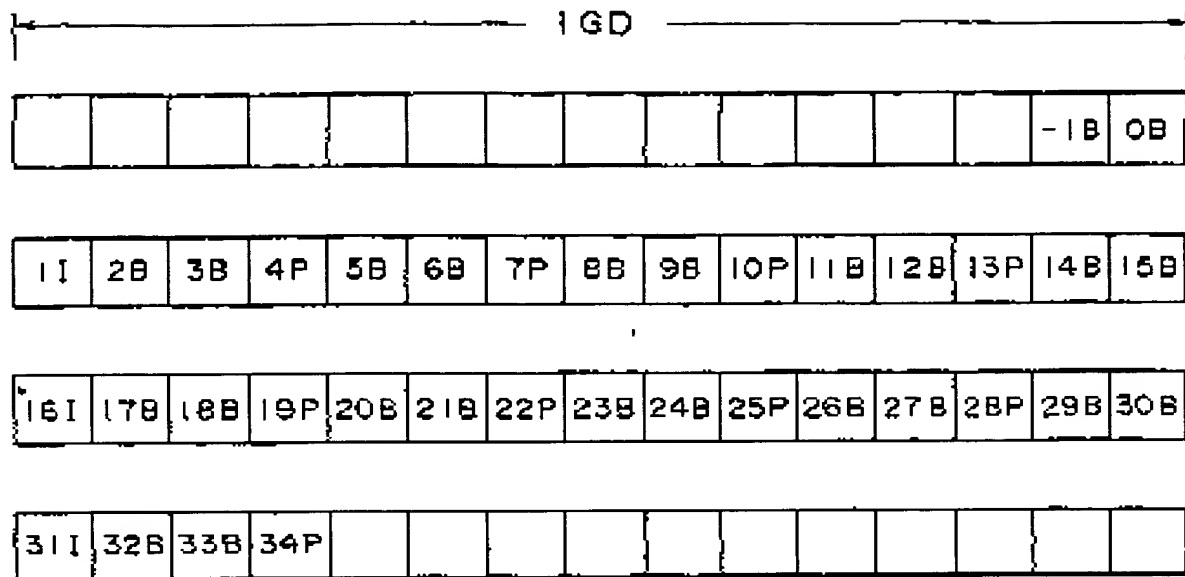 1GD
-1B 0B
1I 2B 3B 4P 5B 6B 7P 8B 9B 10P 11B 12B 13P 14B 15B
16I 17B 18B 19P 20B 21B 22P 23B 24B 25P 26B 27B 28P 29B 30B
31I 32B 33B 34P